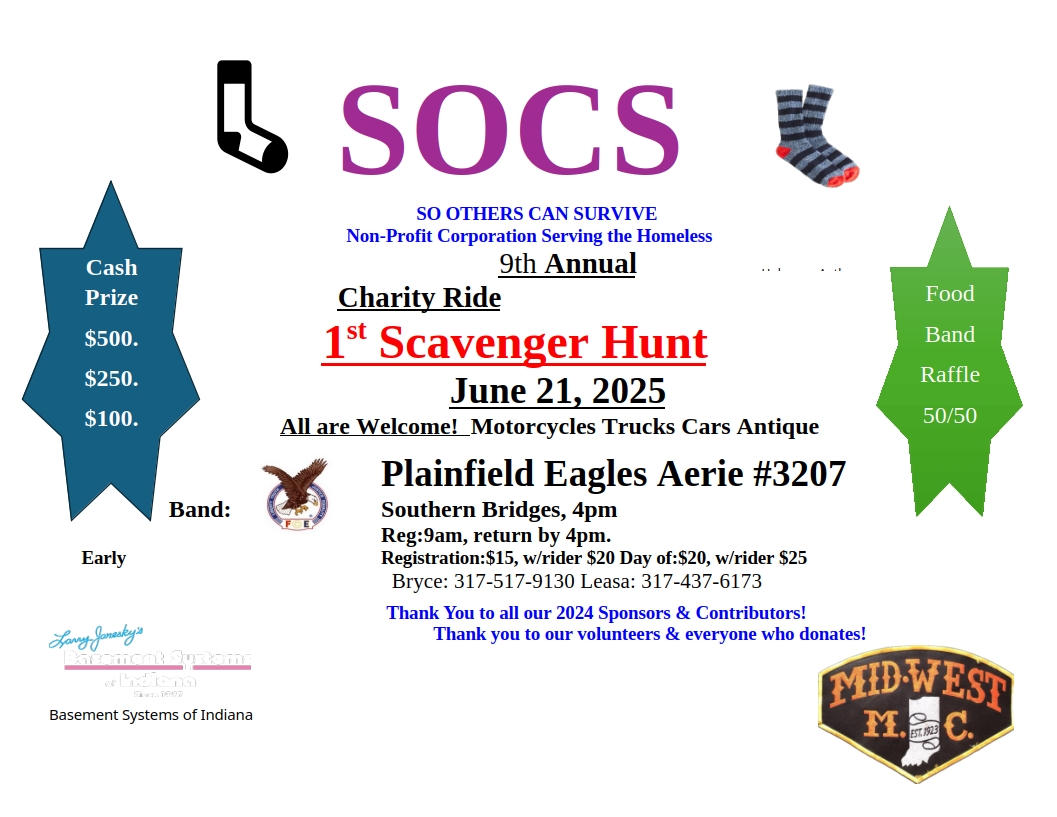 SOCS
SO OTHERS CAN SURVIVE
Non-Profit Corporation Serving the Homeless
9th Annual
Charity Ride
1st Scavenger Hunt
June 21, 2025
All are Welcome! Motorcycles Trucks Cars Antique
Cash
Prize
$500.
$250.
$100.
Food
Band
Raffle
50/50
Plainfield Eagles Aerie #3207
F O E
Band: Southern Bridges, 4pm
Reg:9am, return by 4pm.
Early Registration:$15, w/rider $20 Day of:$20, w/rider $25
Bryce: 317-517-9130 Leasa: 317-437-6173
Thank You to all our 2024 Sponsors & Contributors!
Thank you to our volunteers & everyone who donates!
Larry Janesky's
Basement Systems
of Indiana
Basement Systems of Indiana
MID-WEST
M. C.
EST. 1923